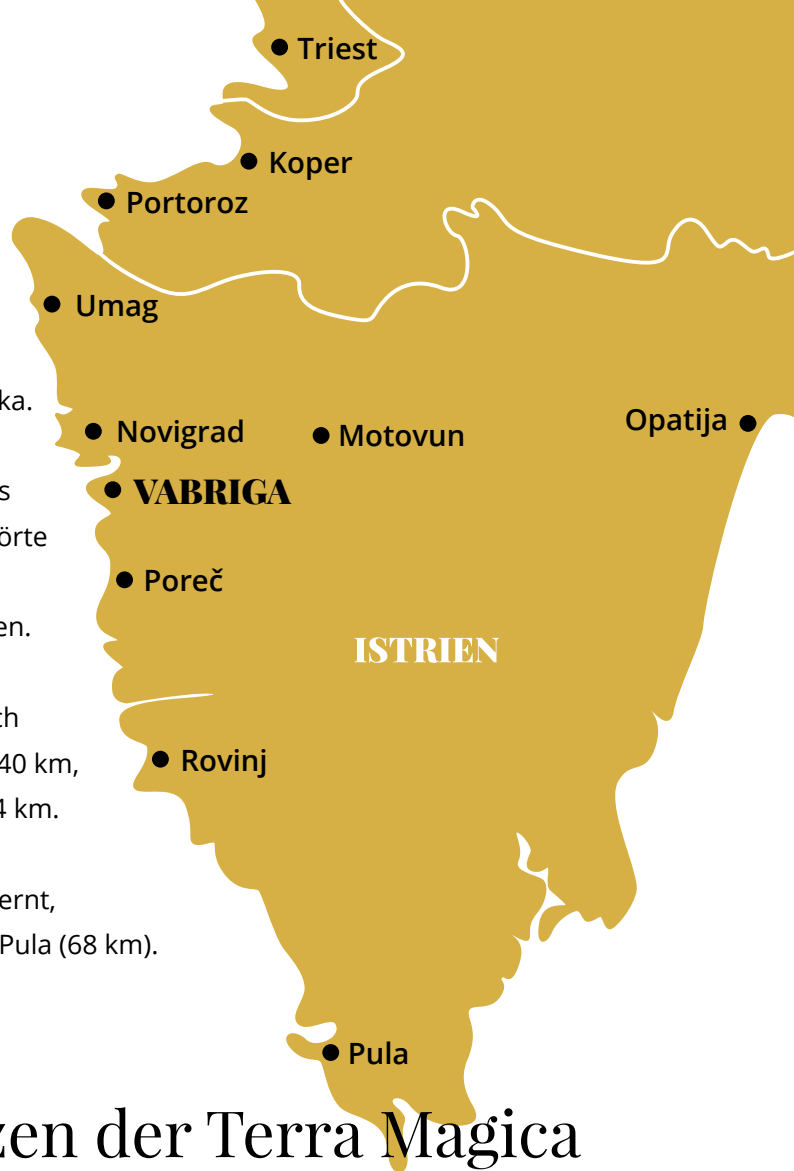 Triest
Koper
Portoroz
Umag
ka.
Opatija
Novigrad
Motovun
s
VABRIGA
örte
Poreč
en.
ISTRIEN
th
40 km,
Rovinj
4 km.
ernt,
Pula (68 km).
Pula
zen der Terra Magica